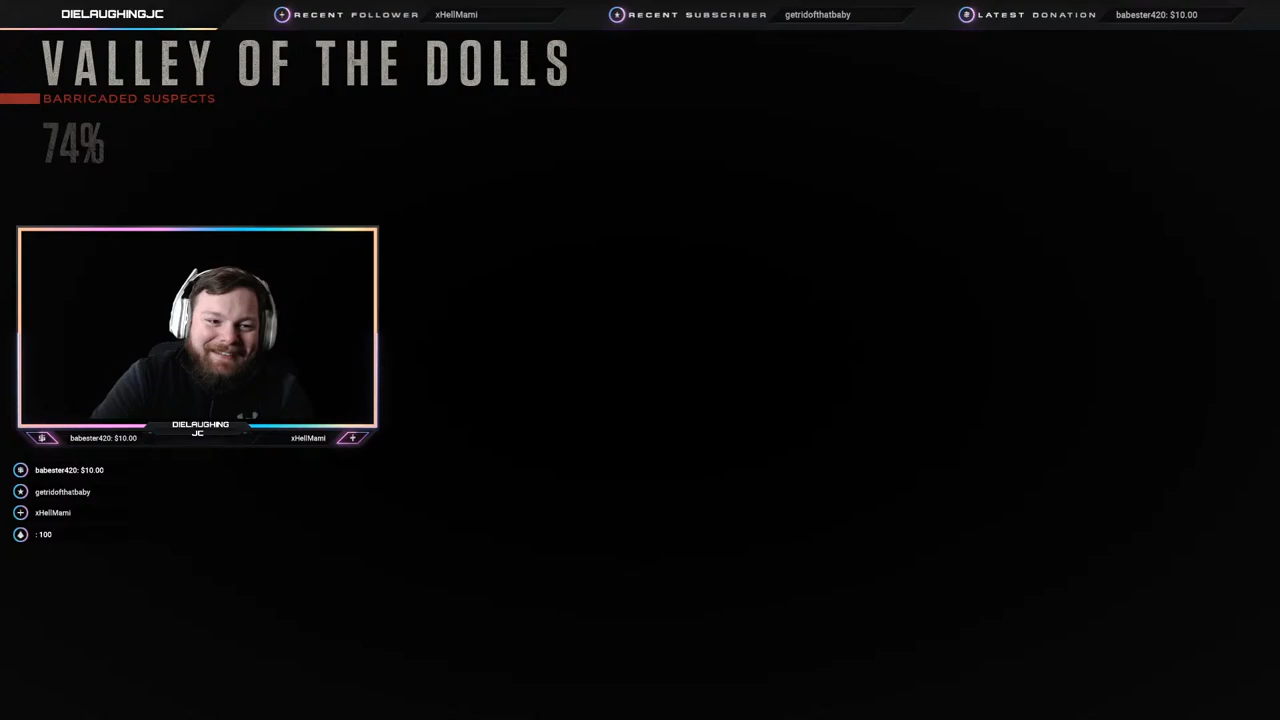 DIELAUGHINGJC
RECENT FOLLOWER xHellMami
RECENT SUBSCRIBER getridofthatbaby
LATEST DONATION babester420: $10.00
VALLEY OF THE DOLLS
BARRICADED SUSPECTS
74%
DIELAUGHING
JC
babester420: $10.00
xHellMami
babester420: $10.00
getridofthatbaby
xHellMami
: 100